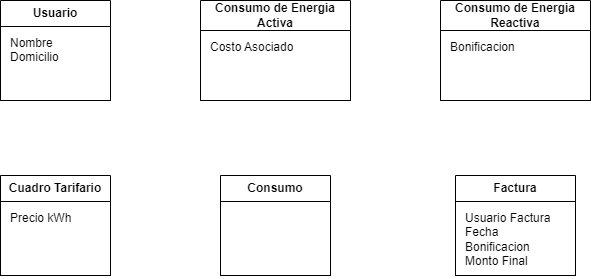 Usuario
Nombre
Domicilio
Consumo de Energia
Activa
Costo Asociado
Consumo de Energia
Reactiva
Bonificacion
Cuadro Tarifario
Precio kWh
Consumo
Factura
Usuario Factura
Fecha
Bonificacion
Monto Final